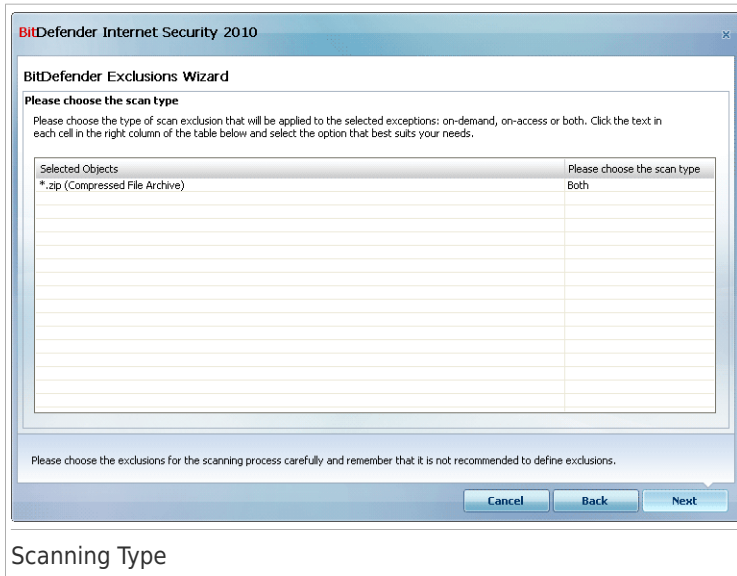 BitDefender Internet Security 2010
BitDefender Exclusions Wizard
Please choose the scan type
Please choose the type of scan exclusion that will be applied to the selected exceptions: on-demand, on-access or both. Click the text in
each cell in the right column of the table below and select the option that best suits your needs.
Selected Objects Please choose the scan type
*.zip (Compressed File Archive) Both
Please choose the exclusions for the scanning process carefully and remember that it is not recommended to define exclusions.
Cancel Back Next
Scanning Type